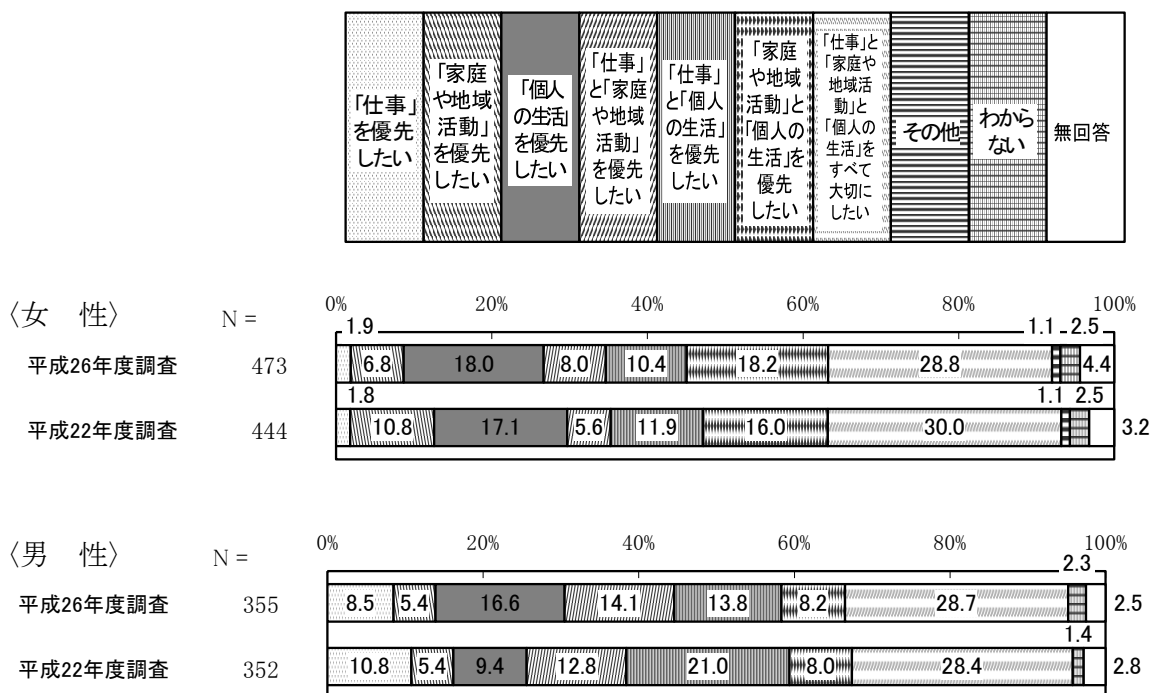 「仕事」
を優先
したい
「家庭
や地域
活動」
を優先
したい
「個人
の生活」
を優先
したい
「仕事」
と「家庭
や地域
活動」
を優先
したい
「仕事」
と「個人
の生活」
を優先
したい
「家庭
や地域
活動」と
「個人の
生活」を
優先
したい
「仕事」と
「家庭や
地域活
動」と
「個人の
生活」を
すべて
大切に
したい
その他
わから
ない
無回答
〈女　性〉
N =
0%
20%
40%
60%
80%
100%
1.9
1.1
2.5
平成26年度調査
473
6.8
18.0
8.0
10.4
18.2
28.8
4.4
1.8
1.1
2.5
平成22年度調査
444
10.8
17.1
5.6
11.9
16.0
30.0
3.2
〈男　性〉
N =
0%
20%
40%
60%
80%
100%
2.3
平成26年度調査
355
8.5
5.4
16.6
14.1
13.8
8.2
28.7
2.5
1.4
平成22年度調査
352
10.8
5.4
9.4
12.8
21.0
8.0
28.4
2.8